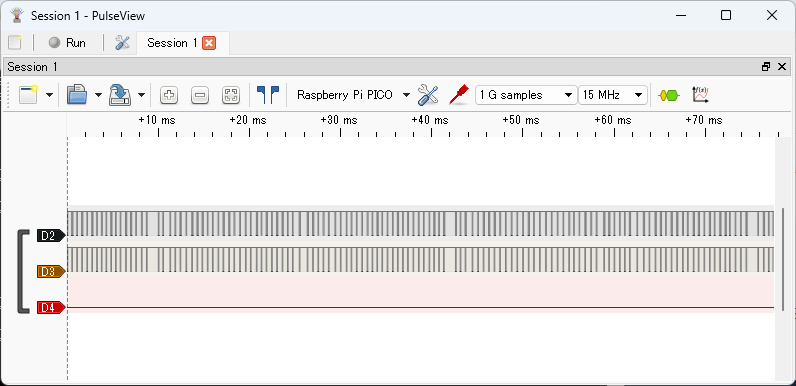 Session 1 - PulseView
Run
Session 1
Session 1
Raspberry Pi PICO
1 G samples
15 MHz
f(x)
+10 ms
+20 ms
+30 ms
+40 ms
+50 ms
+60 ms
+70 ms
D2
D3
D4